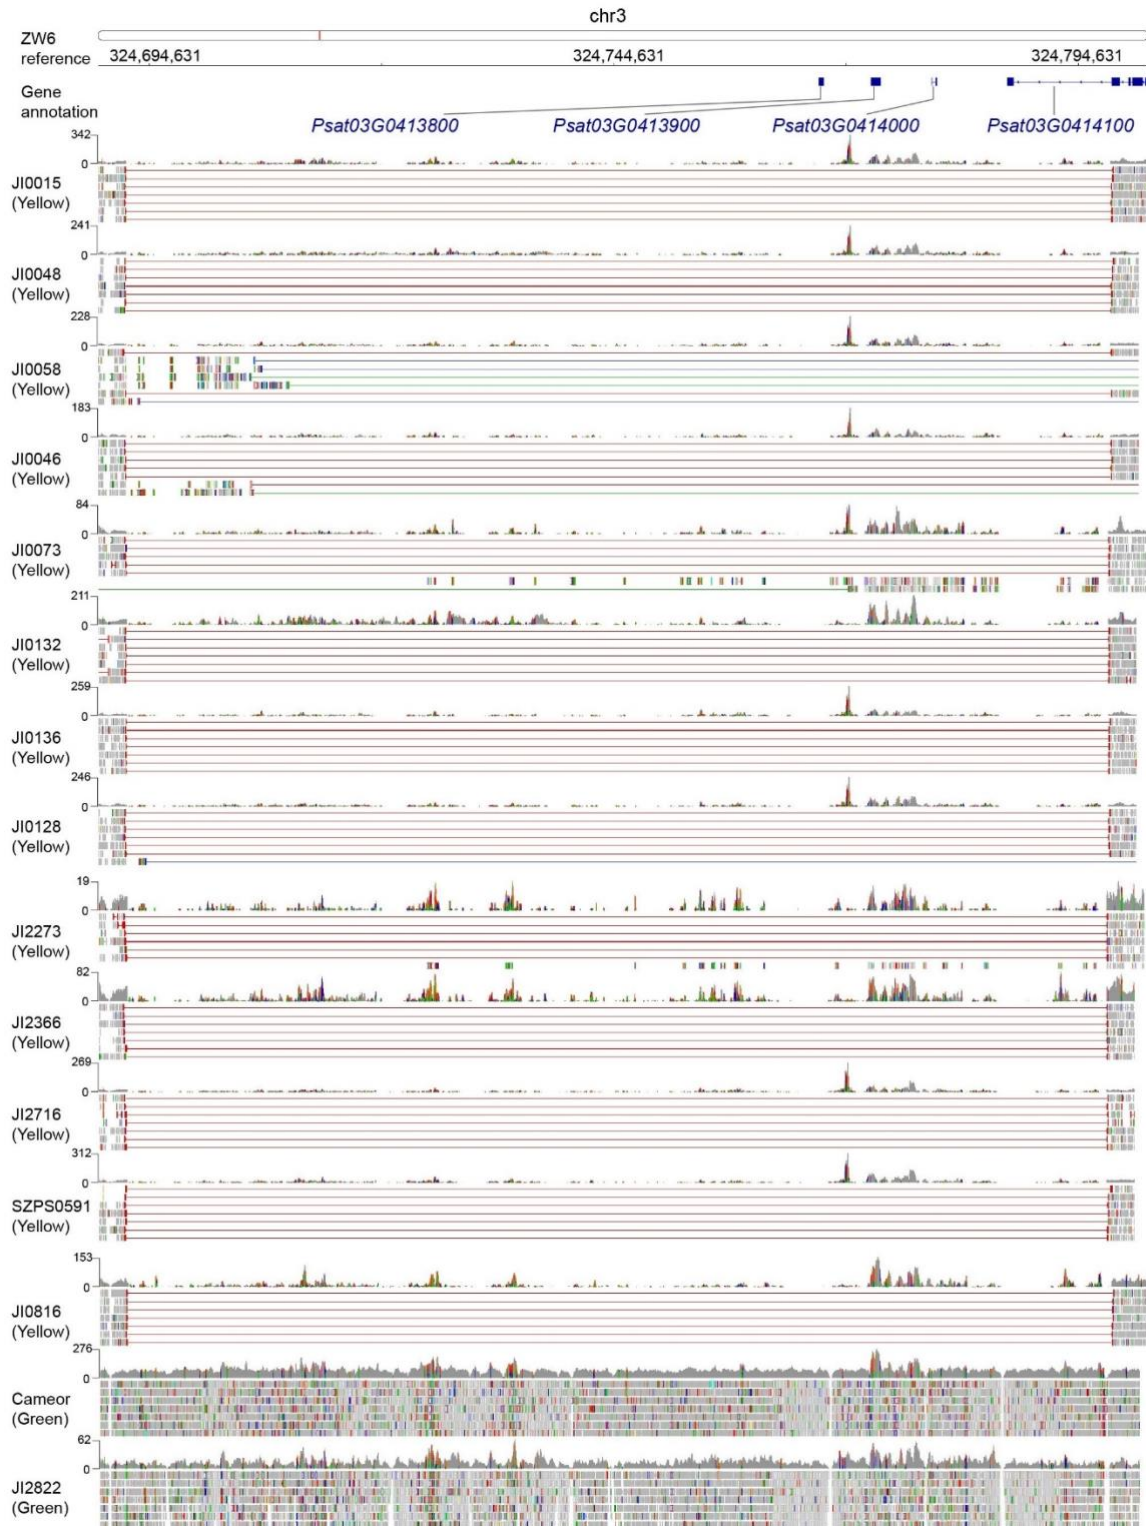 chr3
ZW6
reference
324,694,631 324,744,631 324,794,631
Gene
annotation
Psat03G0413800 Psat03G0413900 Psat03G0414000 Psat03G0414100
342
0
JI0015
(Yellow)
241
0
JI0048
(Yellow)
228
0
JI0058
(Yellow)
183
0
JI0046
(Yellow)
84
0
JI0073
(Yellow)
211
0
JI0132
(Yellow)
259
0
JI0136
(Yellow)
246
0
JI0128
(Yellow)
19
0
JI2273
(Yellow)
82
0
JI2366
(Yellow)
269
0
JI2716
(Yellow)
312
0
SZPS0591
(Yellow)
153
0
JI0816
(Yellow)
276
0
Cameor
(Green)
62
0
JI2822
(Green)